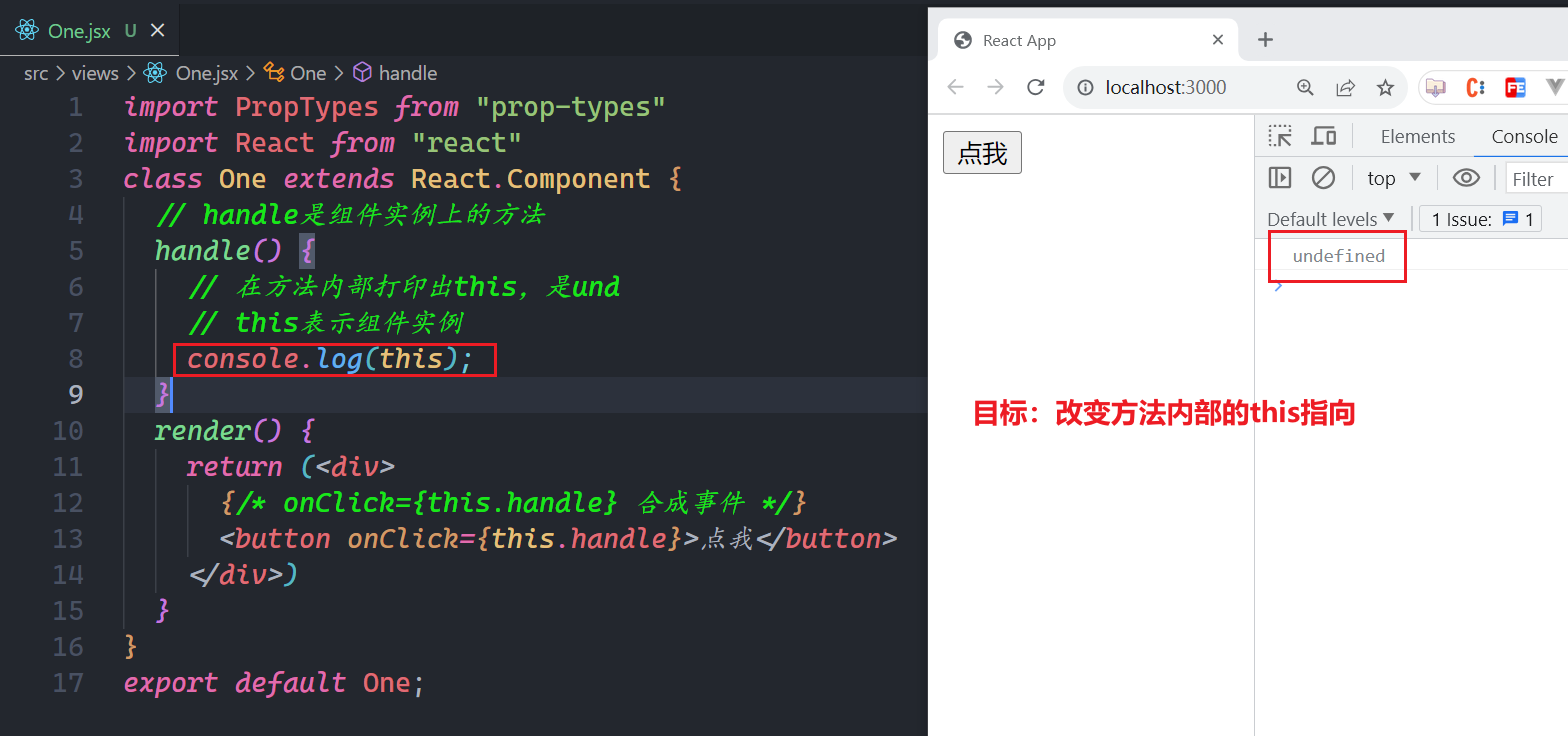 One.jsx U
src > views > One.jsx > One > handle
1 import PropTypes from "prop-types"
2 import React from "react"
3 class One extends React.Component {
4 // handle是组件实例上的方法
5 handle() {
6 // 在方法内部打印出this，是und
7 // this表示组件实例
8 console.log(this);
9 }
10 render() {
11 return (<div>
12 {/* onClick={this.handle} 合成事件 */}
13 <button onClick={this.handle}>点我</button>
14 </div>)
15 }
16 }
17 export default One;
React App
localhost:3000
点我
Elements Console
top Filter
Default levels 1 Issue: 1
undefined
目标：改变方法内部的this指向